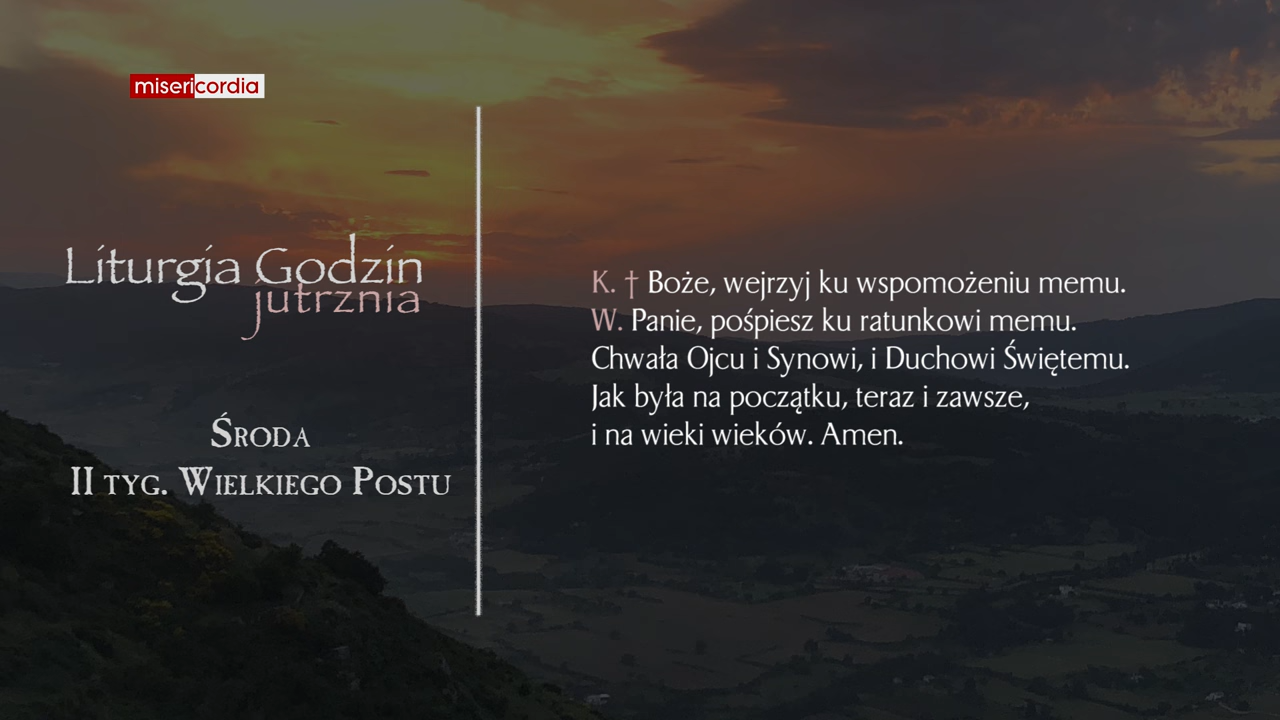 misericordia
Liturgia Godzin
jutrznia
Środa
II tyg. Wielkiego Postu
K. † Boże, wejrzyj ku wspomożeniu memu.
W. Panie, pośpiesz ku ratunkowi memu.
Chwała Ojcu i Synowi, i Duchowi Świętemu.
Jak była na początku, teraz i zawsze,
i na wieki wieków. Amen.